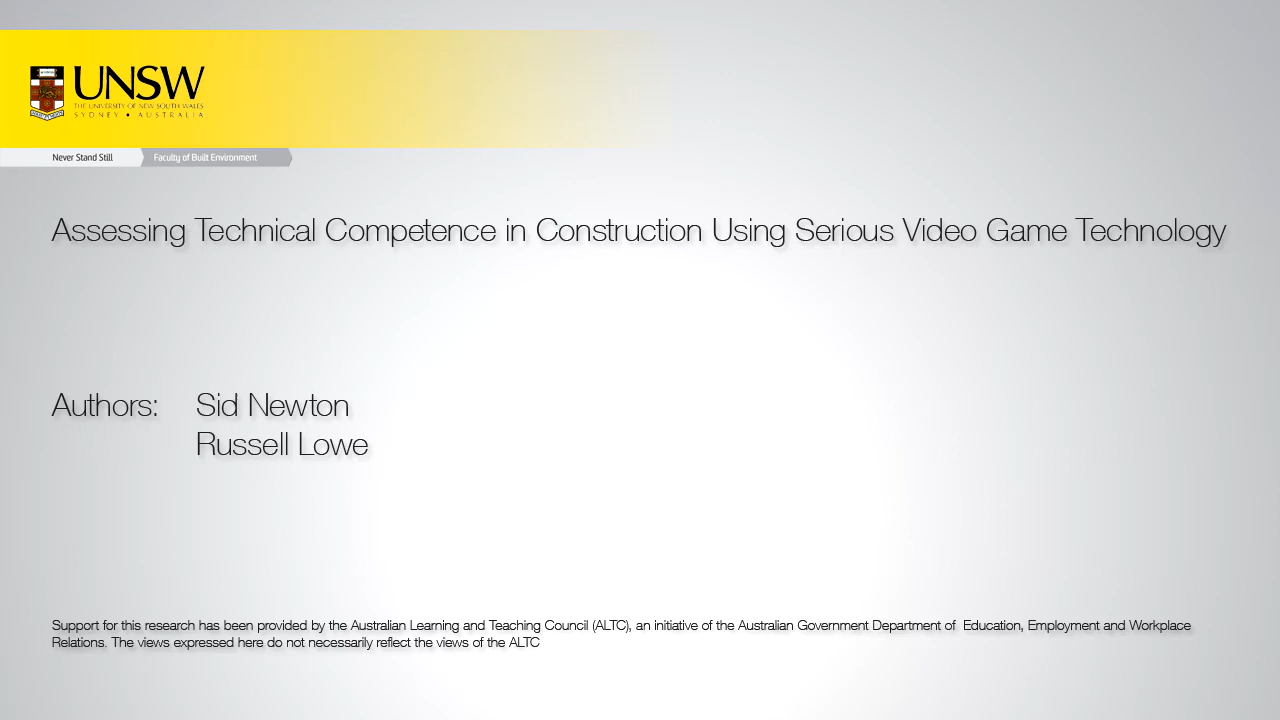 UNSW
THE UNIVERSITY OF NEW SOUTH WALES
SYDNEY • AUSTRALIA
Never Stand Still Faculty of Built Environment
Assessing Technical Competence in Construction Using Serious Video Game Technology
Authors: Sid Newton
Russell Lowe
Support for this research has been provided by the Australian Learning and Teaching Council (ALTC), an initiative of the Australian Government Department of Education, Employment and Workplace
Relations. The views expressed here do not necessarily reflect the views of the ALTC